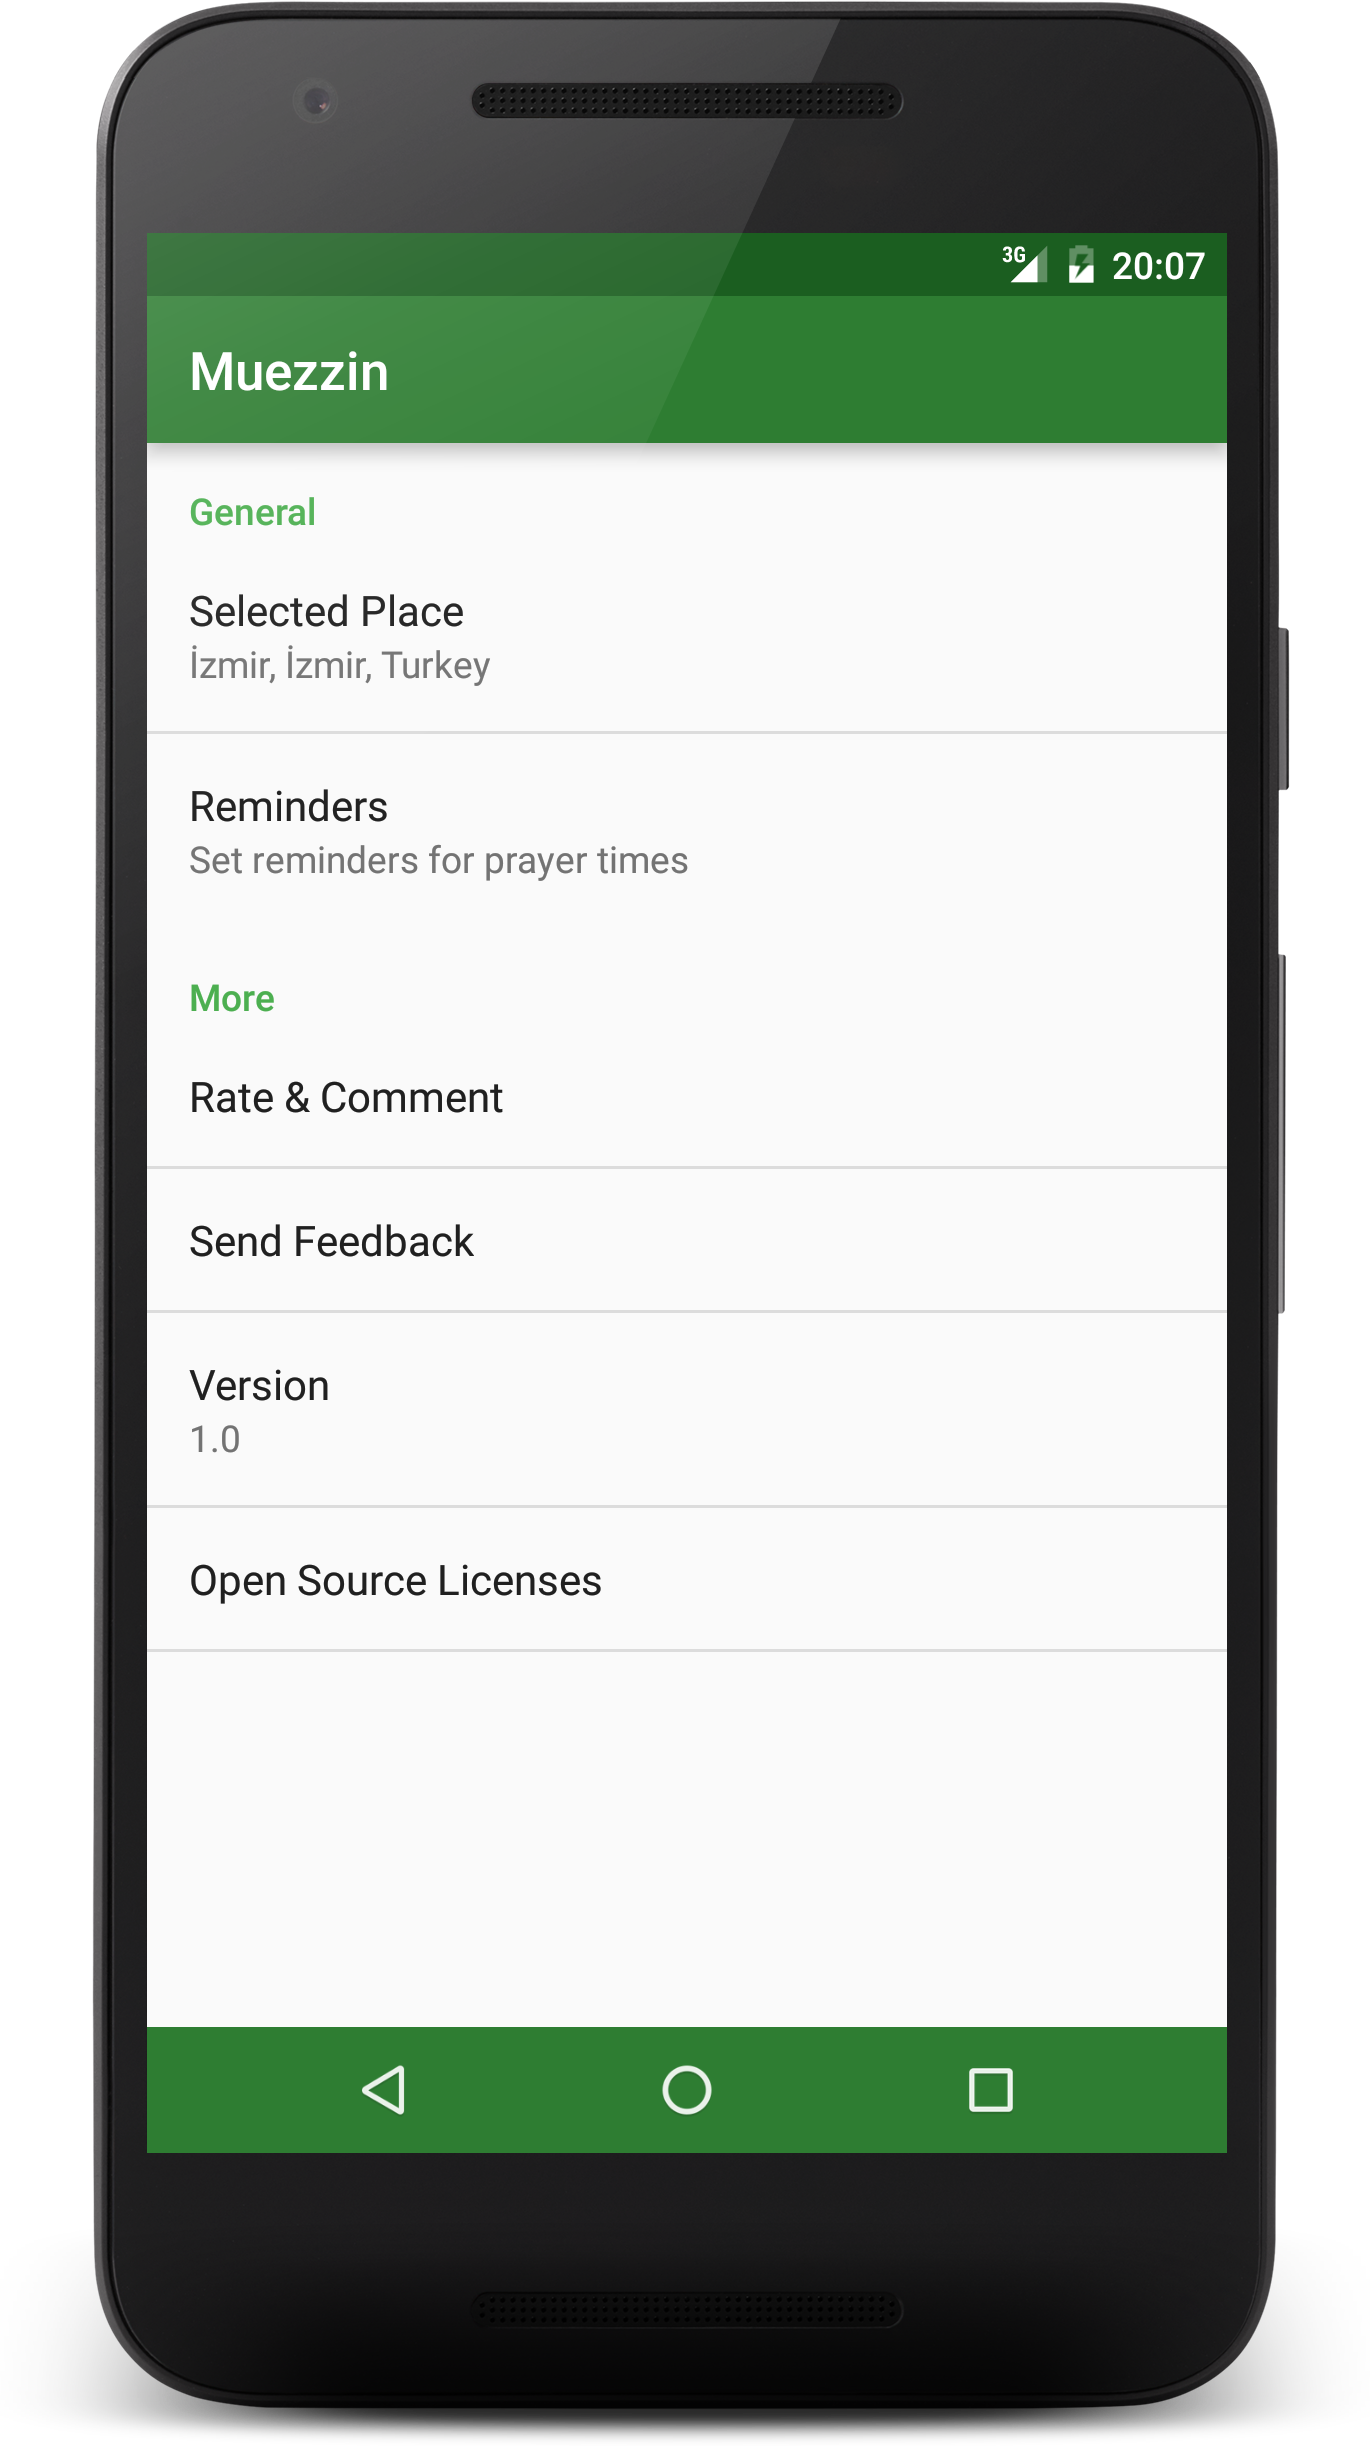 3G 20:07
Muezzin
General
Selected Place
İzmir, İzmir, Turkey
Reminders
Set reminders for prayer times
More
Rate & Comment
Send Feedback
Version
1.0
Open Source Licenses